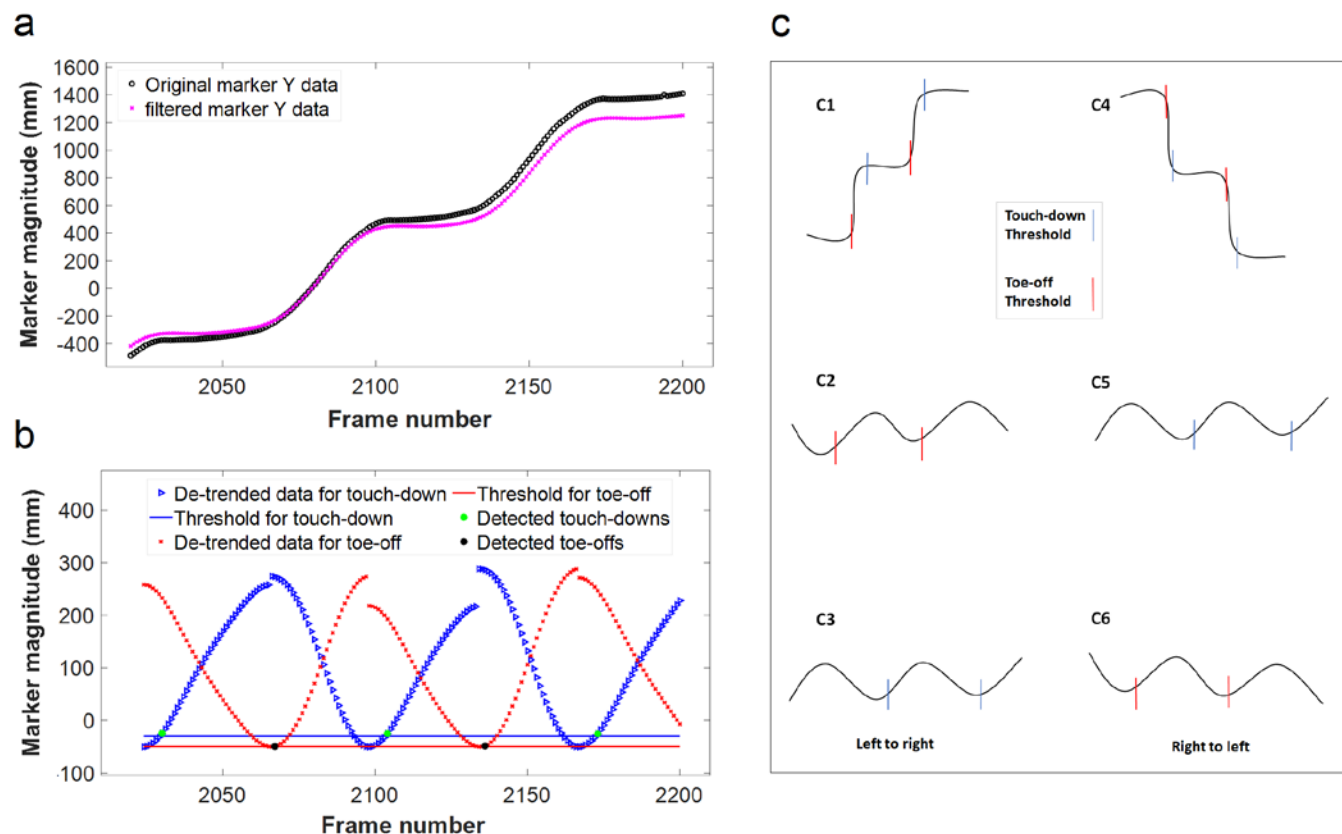 a
Marker magnitude (mm)
1600
1400
1200
1000
800
600
400
200
0
-200
-400
Original marker Y data
filtered marker Y data
2050
2100
2150
2200
Frame number
b
Marker magnitude (mm)
400
300
200
100
0
-100
De-trended data for touch-down
Threshold for touch-down
De-trended data for toe-off
Threshold for toe-off
Detected touch-downs
Detected toe-offs
2050
2100
2150
2200
Frame number
c
C1
C4
Touch-down
Threshold
Toe-off
Threshold
C2
C5
C3
C6
Left to right
Right to left